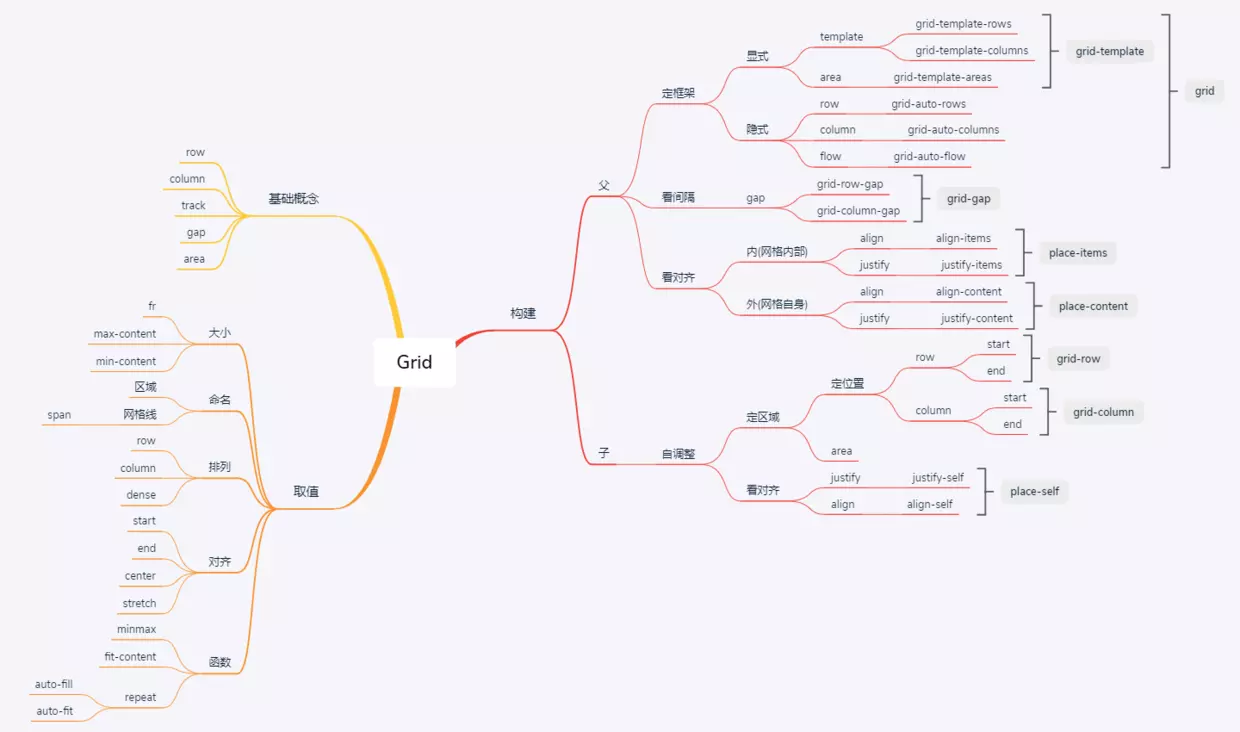 Grid
基础概念
row
column
track
gap
area
取值
大小
fr
max-content
min-content
命名
区域
网格线
span
排列
row
column
dense
对齐
start
end
center
stretch
函数
minmax
fit-content
repeat
auto-fill
auto-fit
构建
父
定框架
显式
template
grid-template-rows
grid-template-columns
area
grid-template-areas
grid-template
隐式
row
grid-auto-rows
column
grid-auto-columns
flow
grid-auto-flow
grid
看间隔
gap
grid-row-gap
grid-column-gap
grid-gap
看对齐
内(网格内部)
align
align-items
justify
justify-items
place-items
外(网格自身)
align
align-content
justify
justify-content
place-content
子
自调整
定区域
定位置
row
start
end
grid-row
column
start
end
grid-column
area
看对齐
justify
justify-self
align
align-self
place-self